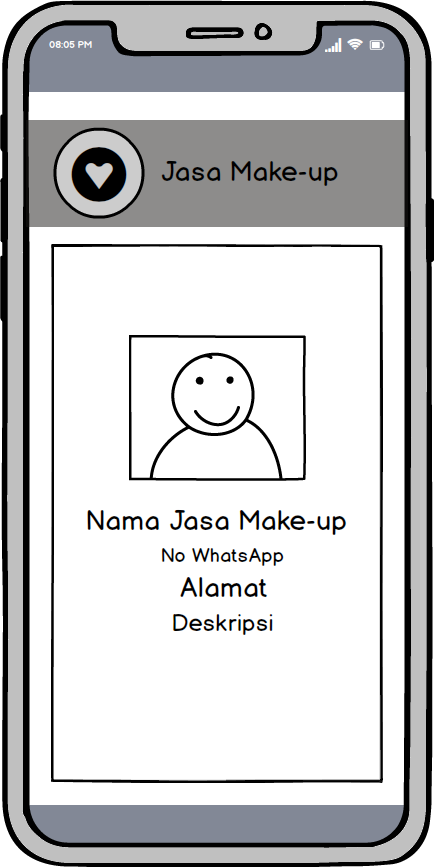 08:05 PM
Jasa Make-up
Nama Jasa Make-up
No WhatsApp
Alamat
Deskripsi